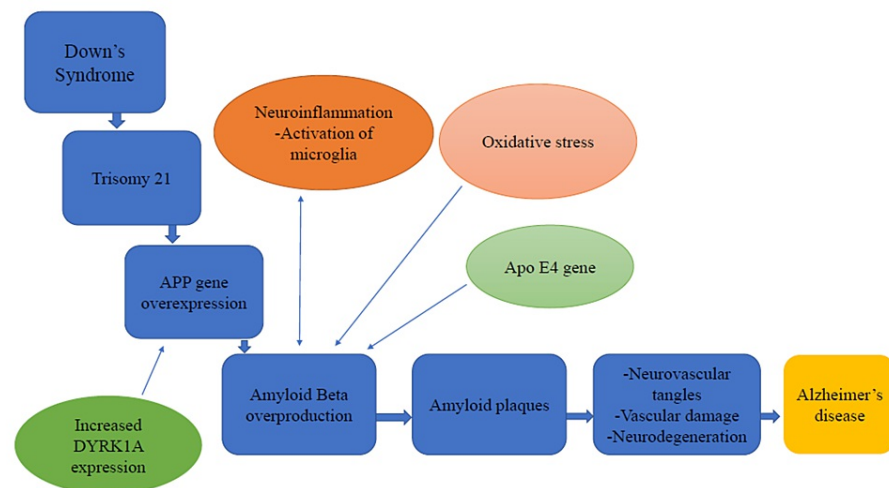 Down's
Syndrome
Trisomy 21
APP gene
overexpression
Increased
DYRK1A
expression
Neuroinflammation
-Activation of
microglia
Oxidative stress
Apo E4 gene
Amyloid Beta
overproduction
Amyloid plaques
-Neurovascular
tangles
-Vascular damage
-Neurodegeneration
Alzheimer's
disease